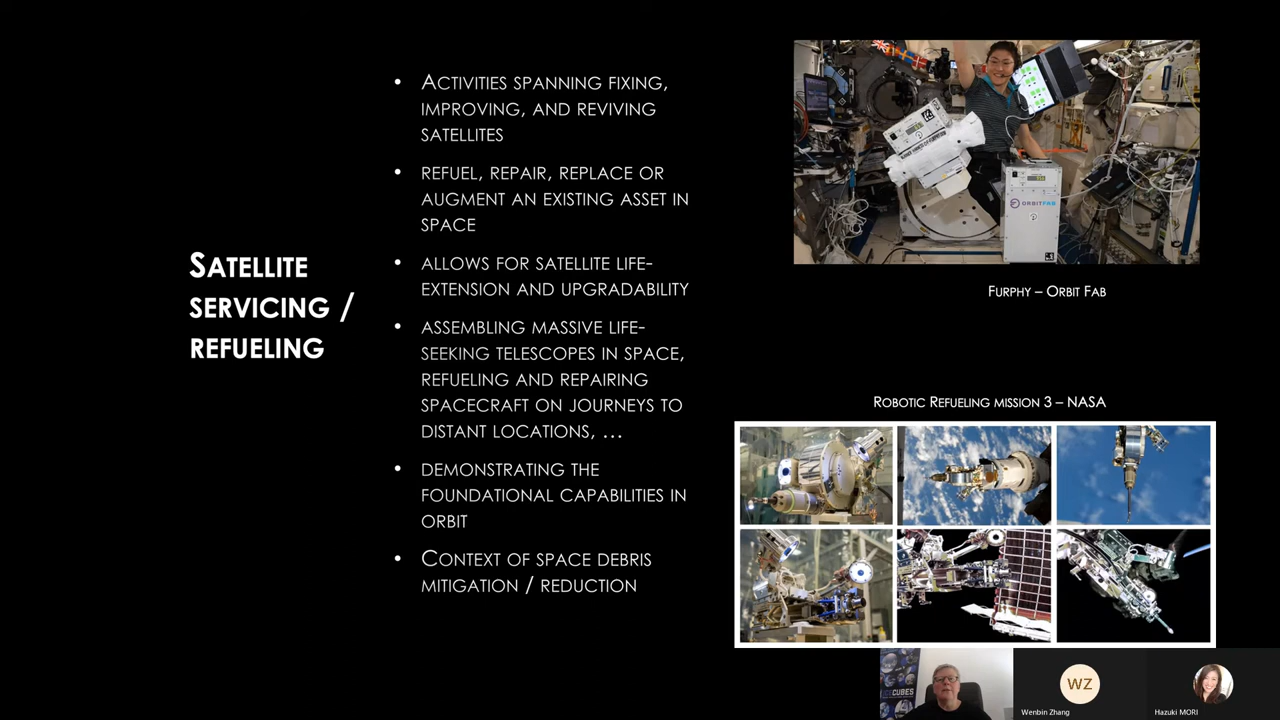 SATELLITE
SERVICING /
REFUELING
• ACTIVITIES SPANNING FIXING,
IMPROVING, AND REVIVING
SATELLITES
• REFUEL, REPAIR, REPLACE OR
AUGMENT AN EXISTING ASSET IN
SPACE
• ALLOWS FOR SATELLITE LIFE-
EXTENSION AND UPGRADABILITY
• ASSEMBLING MASSIVE LIFE-
SEEKING TELESCOPES IN SPACE,
REFUELING AND REPAIRING
SPACECRAFT ON JOURNEYS TO
DISTANT LOCATIONS, ...
• DEMONSTRATING THE
FOUNDATIONAL CAPABILITIES IN
ORBIT
• CONTEXT OF SPACE DEBRIS
MITIGATION / REDUCTION
ORBITFAB
FURPHY – ORBIT FAB
ROBOTIC REFUELING MISSION 3 – NASA
CUBES
WZ
Wenbin Zhang
Hazuki MORI